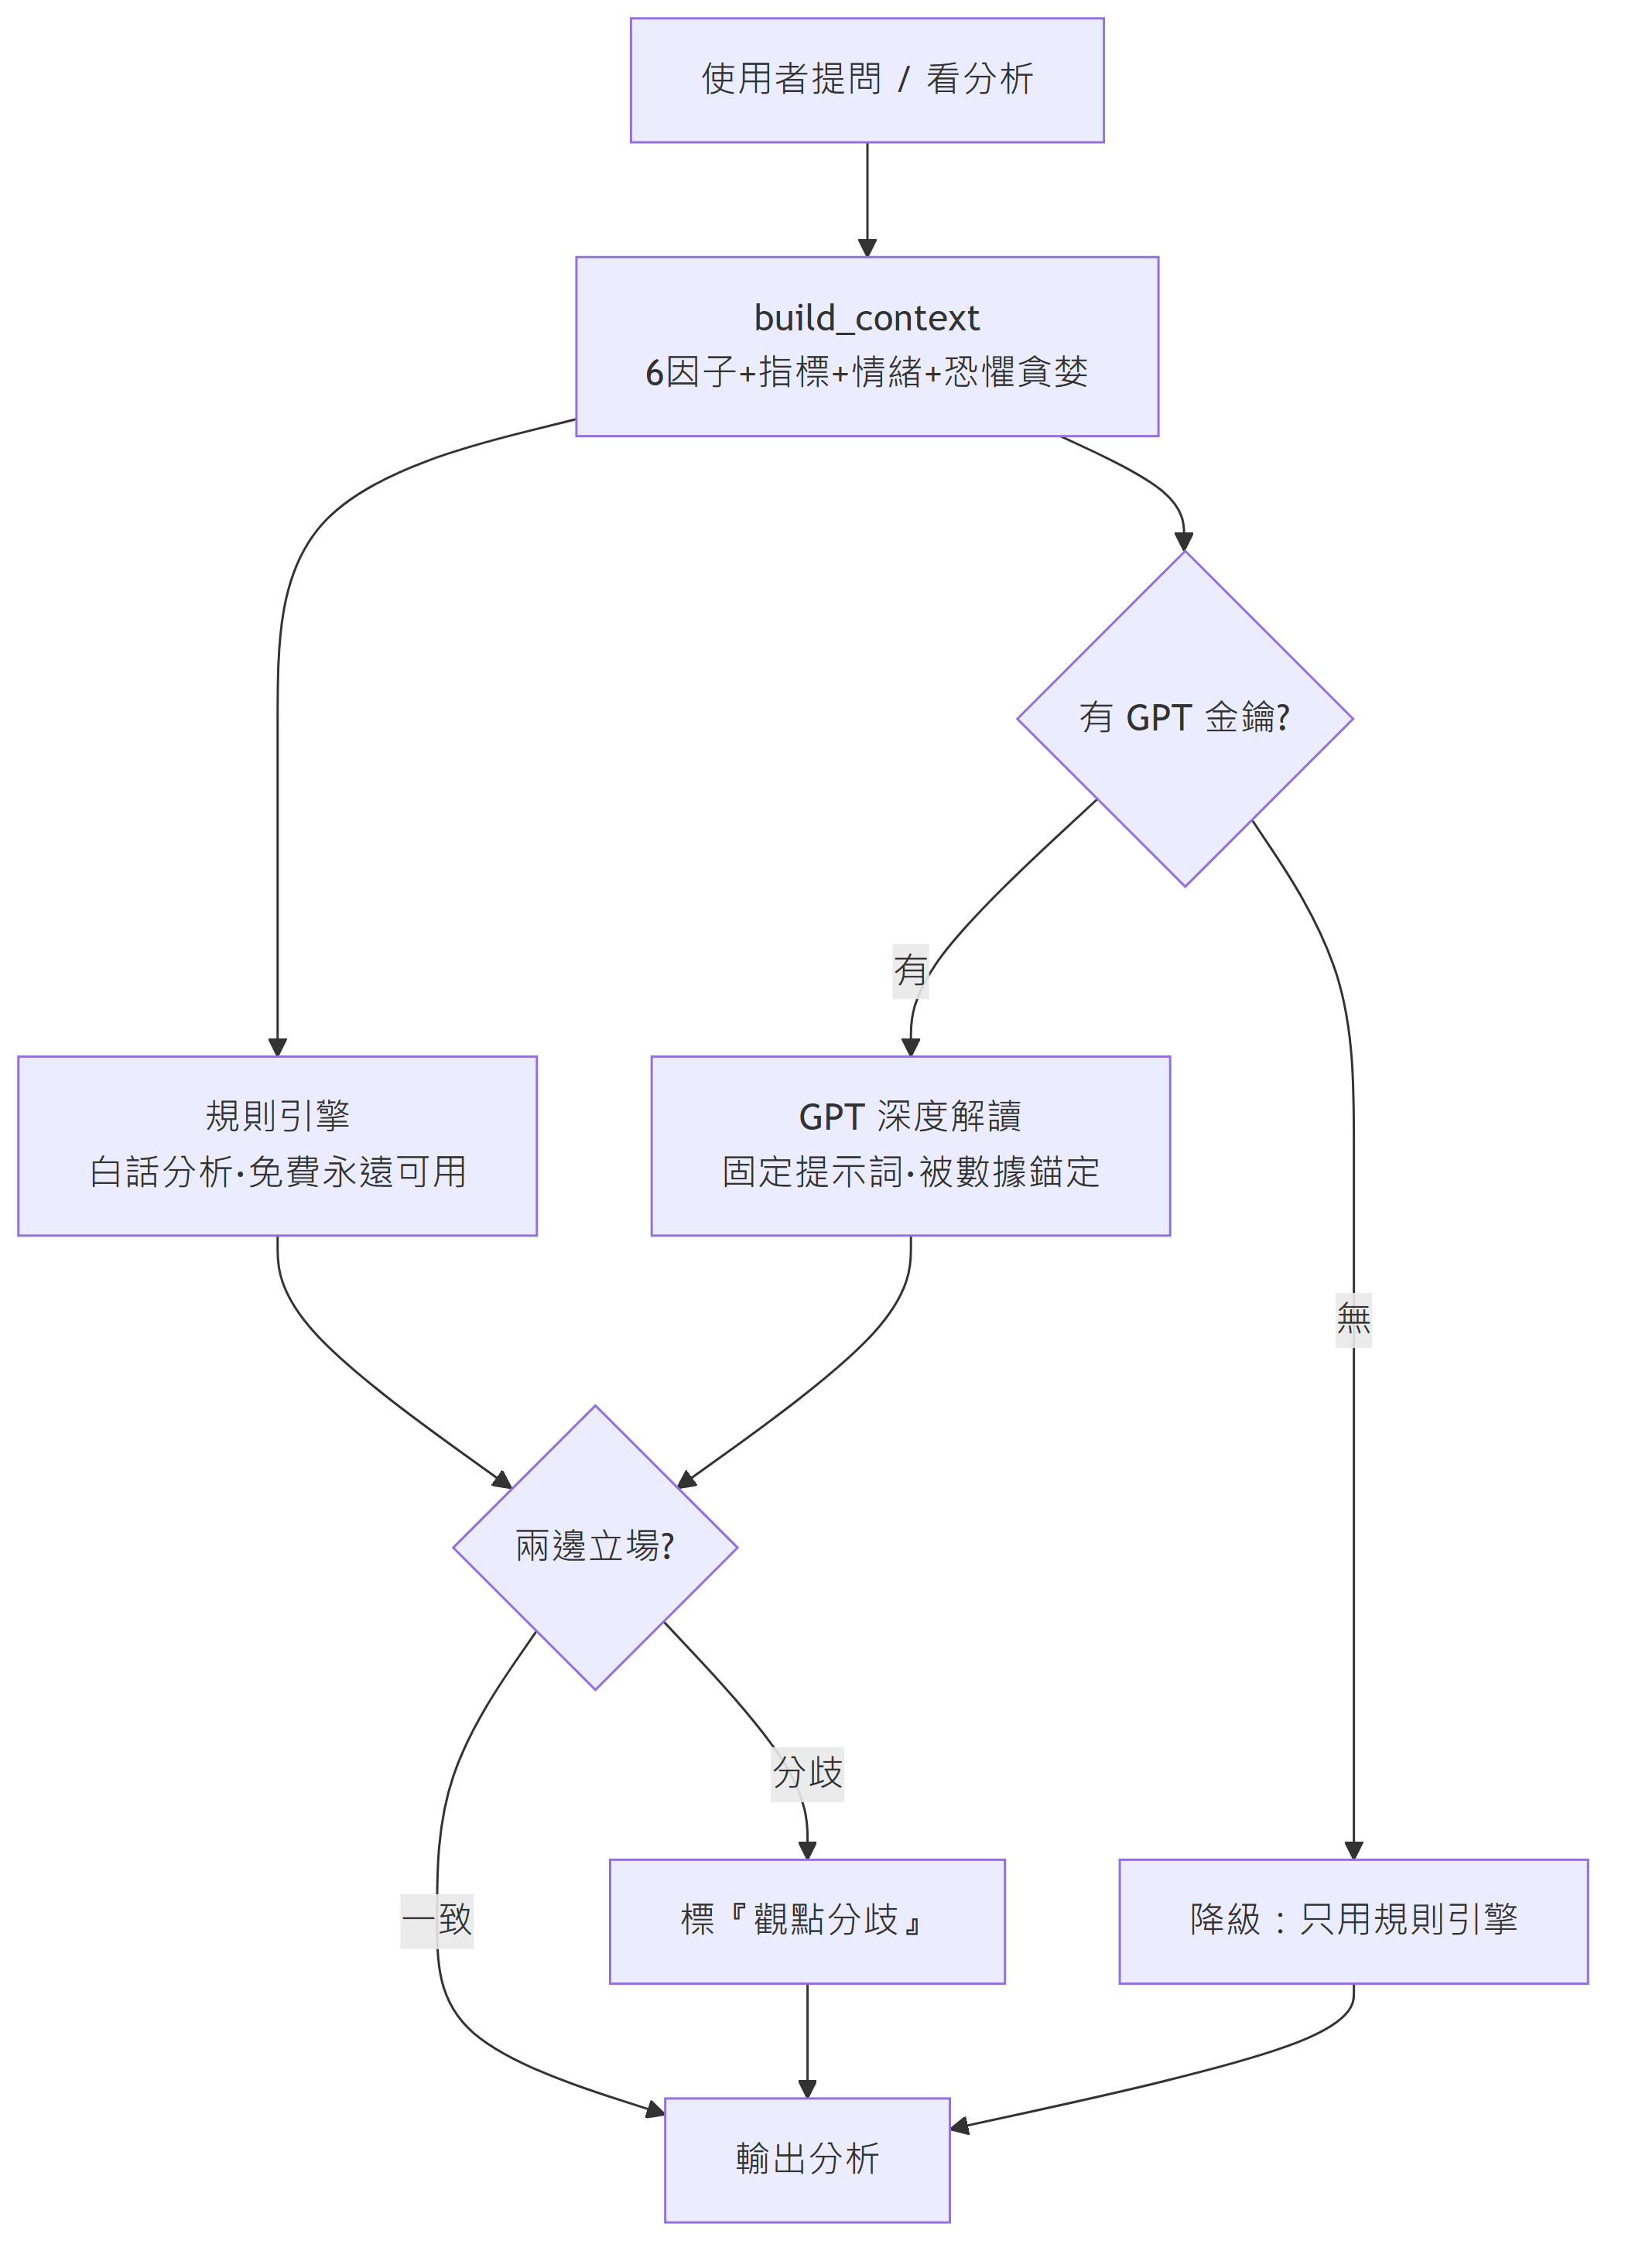 使用者提問 / 看分析
build_context
6因子+指標+情緒+恐懼貪婪
有 GPT 金鑰?
有
規則引擎
白話分析·免費永遠可用
GPT 深度解讀
固定提示詞·被數據錨定
無
兩邊立場?
分歧
一致
標『觀點分歧』
降級：只用規則引擎
輸出分析